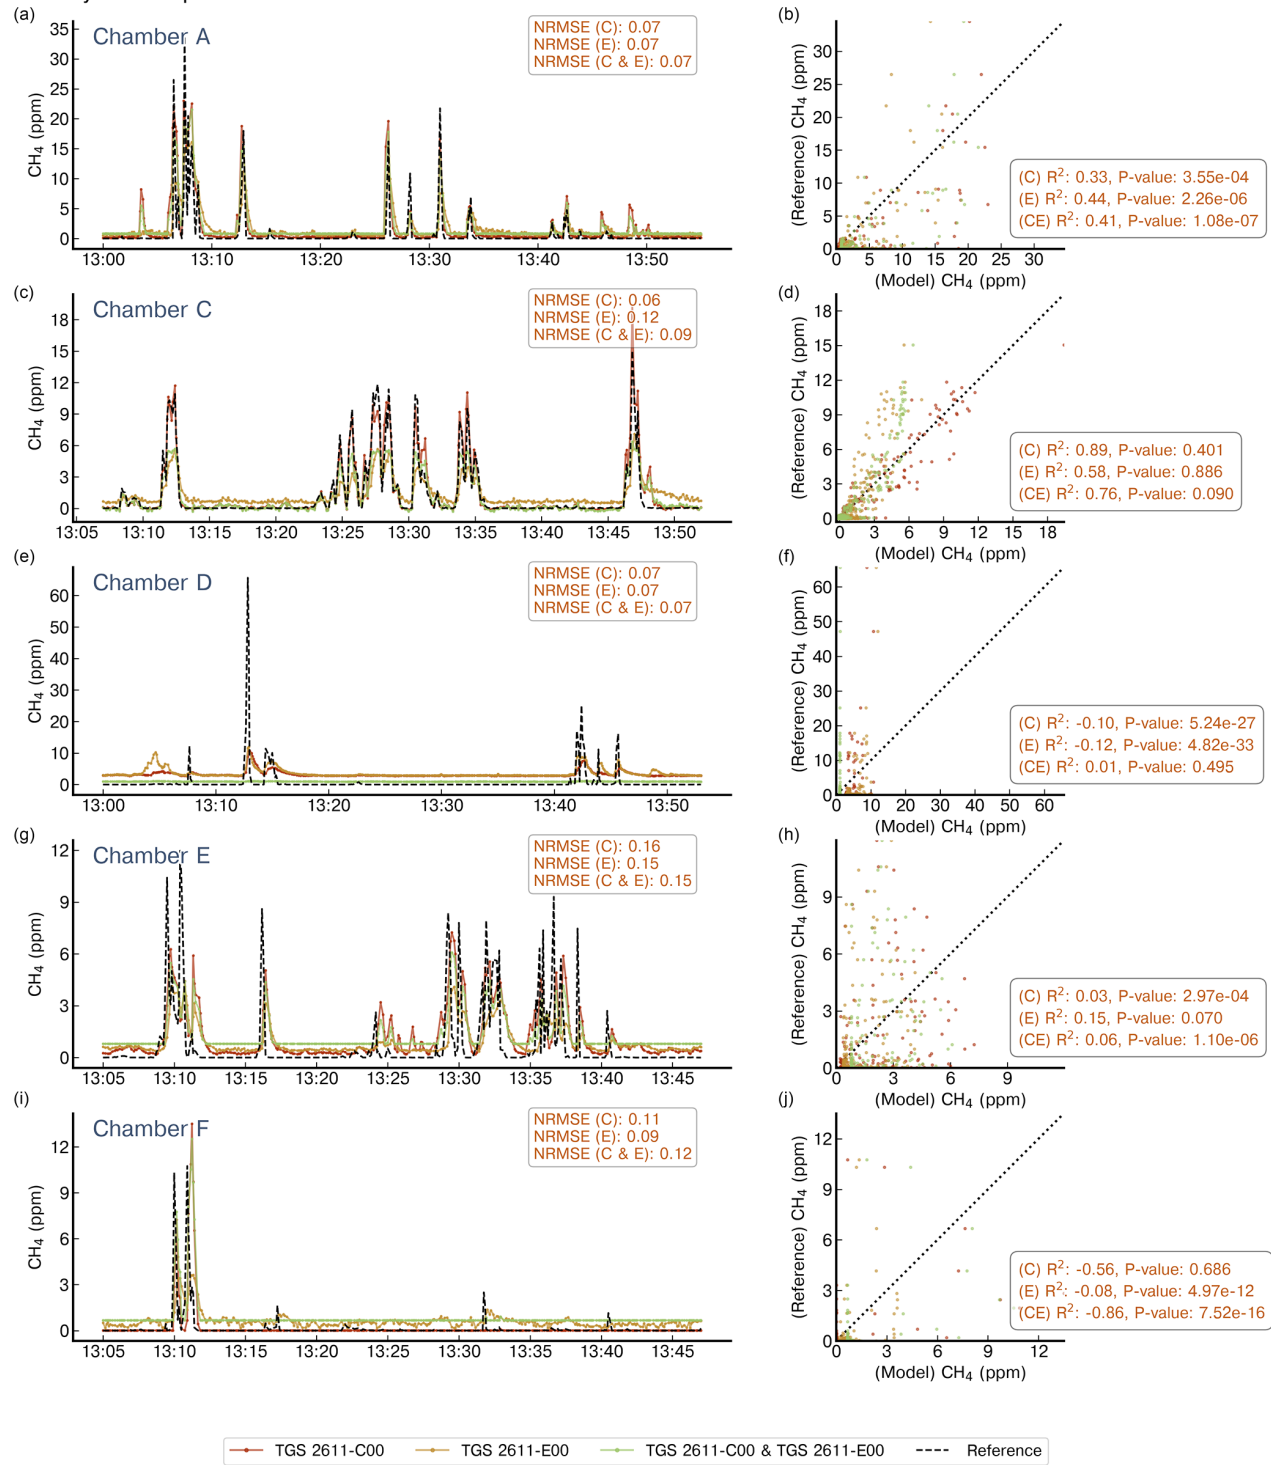 (a)
Chamber A
NRMSE (C): 0.07
NRMSE (E): 0.07
NRMSE (C & E): 0.07
CH4 (ppm)
35
30
25
20
15
10
5
0
13:00
13:10
13:20
13:30
13:40
13:50
(b)
(Reference) CH4 (ppm)
30
25
20
15
10
5
0
0 5 10 15 20 25 30
(Model) CH4 (ppm)
(C) R2: 0.33, P-value: 3.55e-04
(E) R2: 0.44, P-value: 2.26e-06
(CE) R2: 0.41, P-value: 1.08e-07
(c)
Chamber C
NRMSE (C): 0.06
NRMSE (E): 0.12
NRMSE (C & E): 0.09
CH4 (ppm)
18
15
12
9
6
3
0
13:05 13:10 13:15 13:20 13:25 13:30 13:35 13:40 13:45 13:50
(d)
(Reference) CH4 (ppm)
18
15
12
9
6
3
0
0 3 6 9 12 15 18
(Model) CH4 (ppm)
(C) R2: 0.89, P-value: 0.401
(E) R2: 0.58, P-value: 0.886
(CE) R2: 0.76, P-value: 0.090
(e)
Chamber D
NRMSE (C): 0.07
NRMSE (E): 0.07
NRMSE (C & E): 0.07
CH4 (ppm)
60
50
40
30
20
10
0
13:00 13:10 13:20 13:30 13:40 13:50
(f)
(Reference) CH4 (ppm)
60
50
40
30
20
10
0
0 10 20 30 40 50 60
(Model) CH4 (ppm)
(C) R2: -0.10, P-value: 5.24e-27
(E) R2: -0.12, P-value: 4.82e-33
(CE) R2: 0.01, P-value: 0.495
(g)
Chamber E
NRMSE (C): 0.16
NRMSE (E): 0.15
NRMSE (C & E): 0.15
CH4 (ppm)
12
9
6
3
0
13:05 13:10 13:15 13:20 13:25 13:30 13:35 13:40 13:45
(h)
(Reference) CH4 (ppm)
9
6
3
0
0 3 6 9
(Model) CH4 (ppm)
(C) R2: 0.03, P-value: 2.97e-04
(E) R2: 0.15, P-value: 0.070
(CE) R2: 0.06, P-value: 1.10e-06
(i)
Chamber F
NRMSE (C): 0.11
NRMSE (E): 0.09
NRMSE (C & E): 0.12
CH4 (ppm)
12
9
6
3
0
13:05 13:10 13:15 13:20 13:25 13:30 13:35 13:40 13:45
(j)
(Reference) CH4 (ppm)
12
9
6
3
0
0 3 6 9 12
(Model) CH4 (ppm)
(C) R2: -0.56, P-value: 0.686
(E) R2: -0.08, P-value: 4.97e-12
(CE) R2: -0.86, P-value: 7.52e-16
TGS 2611-C00 TGS 2611-E00 TGS 2611-C00 & TGS 2611-E00 Reference